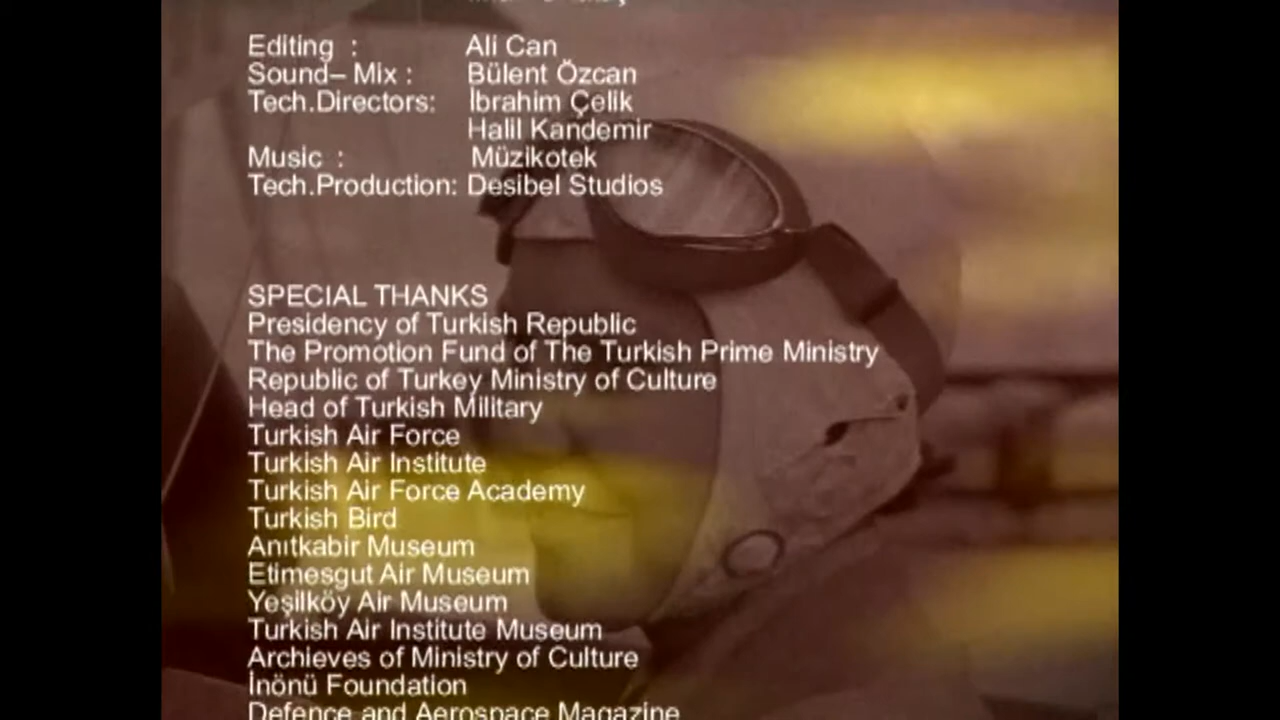 Editing : Ali Can
Sound– Mix : Bülent Özcan
Tech.Directors: İbrahim Çelik
Halil Kandemir
Music : Müzikotek
Tech.Production: Desibel Studios
SPECIAL THANKS
Presidency of Turkish Republic
The Promotion Fund of The Turkish Prime Ministry
Republic of Turkey Ministry of Culture
Head of Turkish Military
Turkish Air Force
Turkish Air Institute
Turkish Air Force Academy
Turkish Bird
Anıtkabir Museum
Etimesgut Air Museum
Yeşilköy Air Museum
Turkish Air Institute Museum
Archieves of Ministry of Culture
İnönü Foundation
Defence and Aerospace Magazine